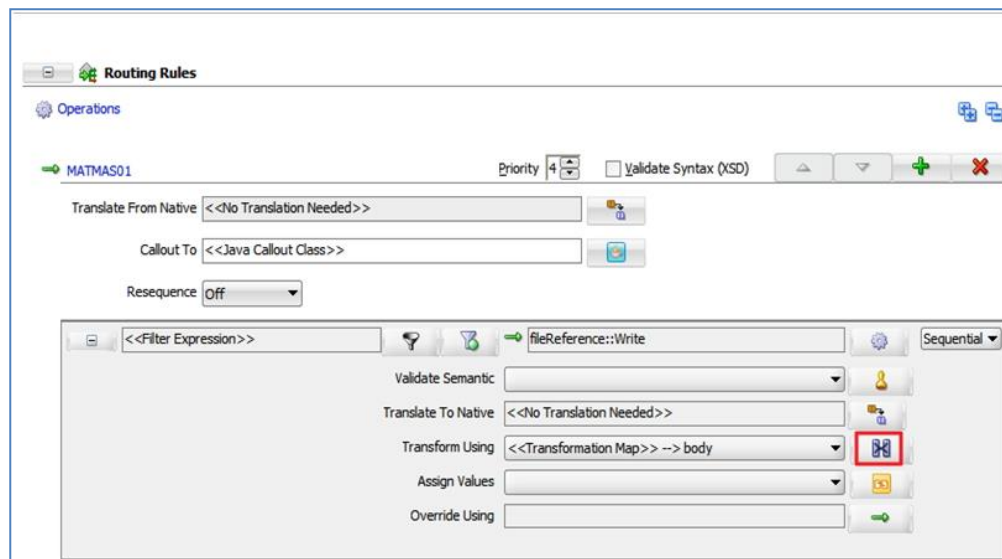 Routing Rules
Operations
MATMAS01 Priority 4 Validate Syntax (XSD)
Translate From Native <<No Translation Needed>>
Callout To <<Java Callout Class>>
Resequence Off
<<Filter Expression>> fileReference::Write Sequential
Validate Semantic
Translate To Native <<No Translation Needed>>
Transform Using <<Transformation Map>> --> body
Assign Values
Override Using